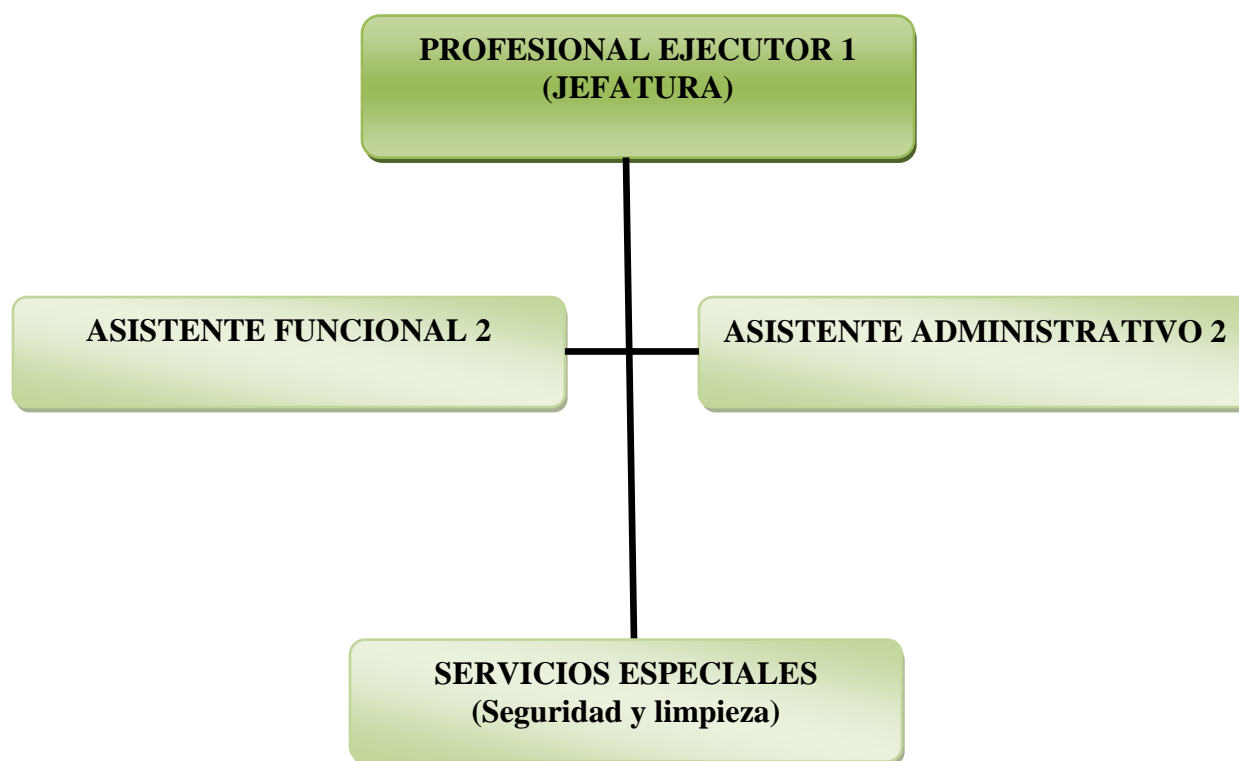 PROFESIONAL EJECUTOR 1
(JEFATURA)
ASISTENTE FUNCIONAL 2
ASISTENTE ADMINISTRATIVO 2
SERVICIOS ESPECIALES
(Seguridad y limpieza)